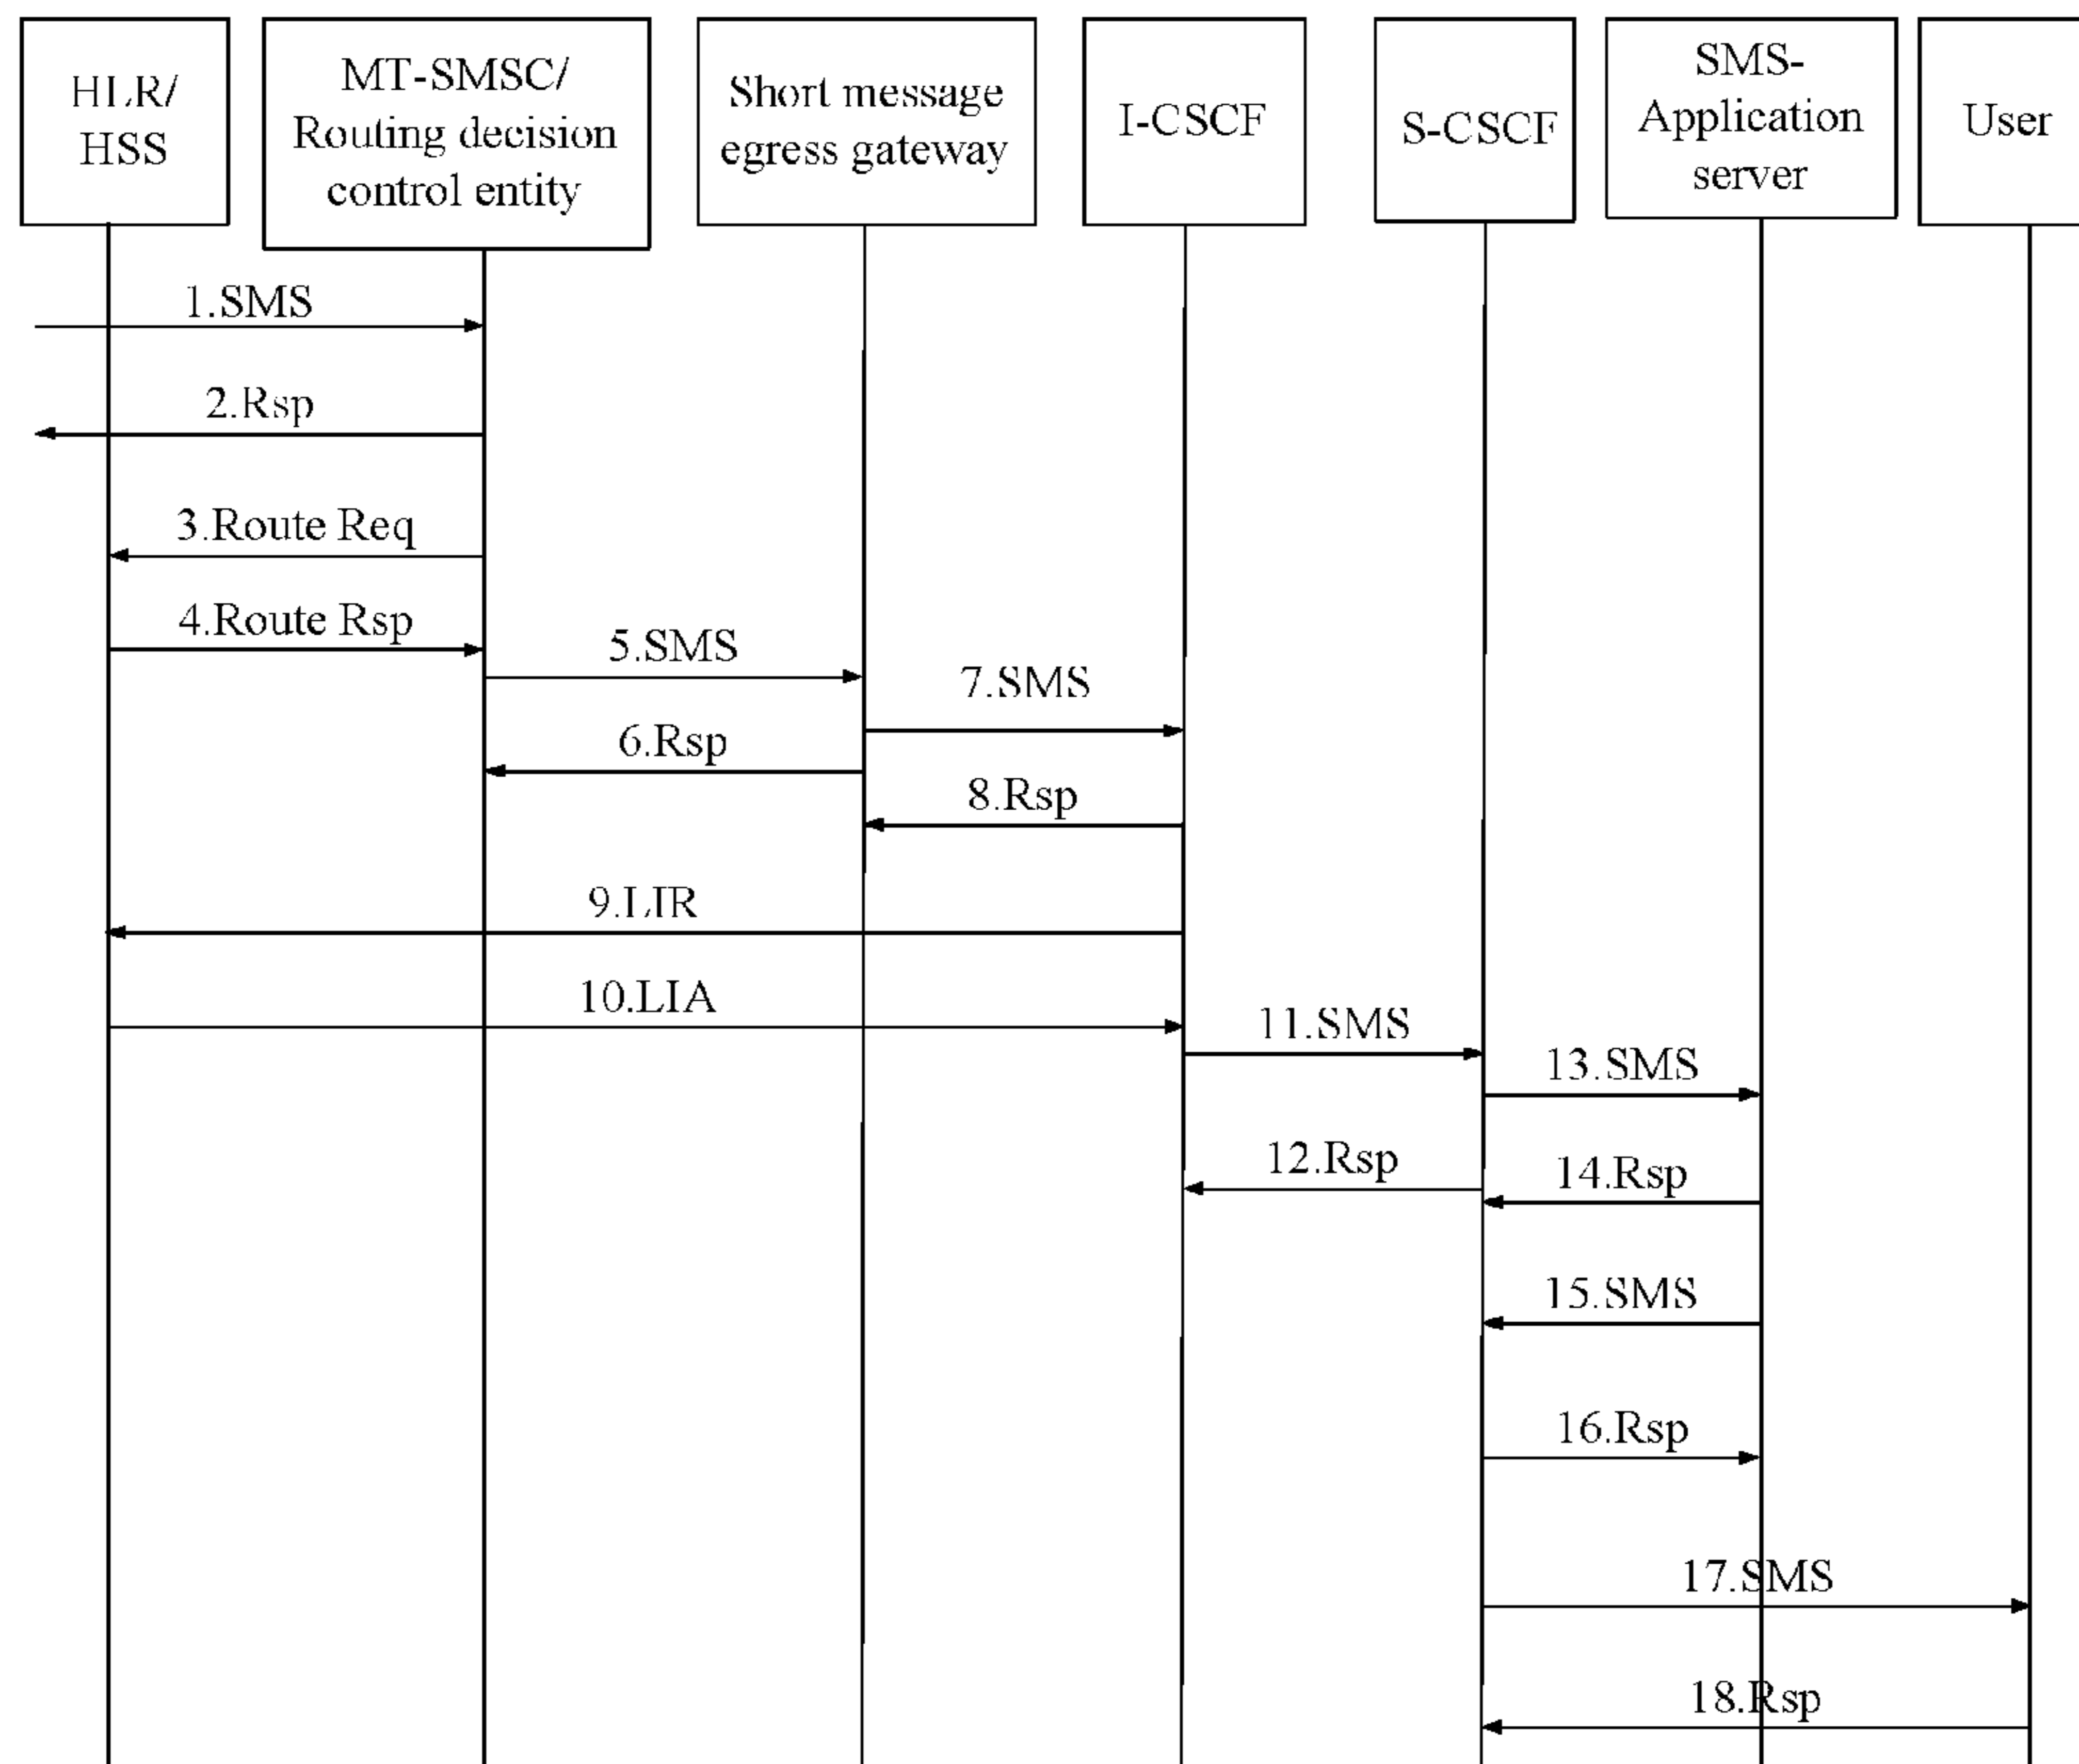 HLR/
HSS
MT-SMSC/
Routing decision
control entity
Short message
egress gateway
I-CSCF
S-CSCF
SMS-
Application
server
User
1.SMS
2.Rsp
3.Route Req
4.Route Rsp
5.SMS
7.SMS
6.Rsp
8.Rsp
9.LIR
10.LIA
11.SMS
13.SMS
12.Rsp
14.Rsp
15.SMS
16.Rsp
17.SMS
18.Rsp